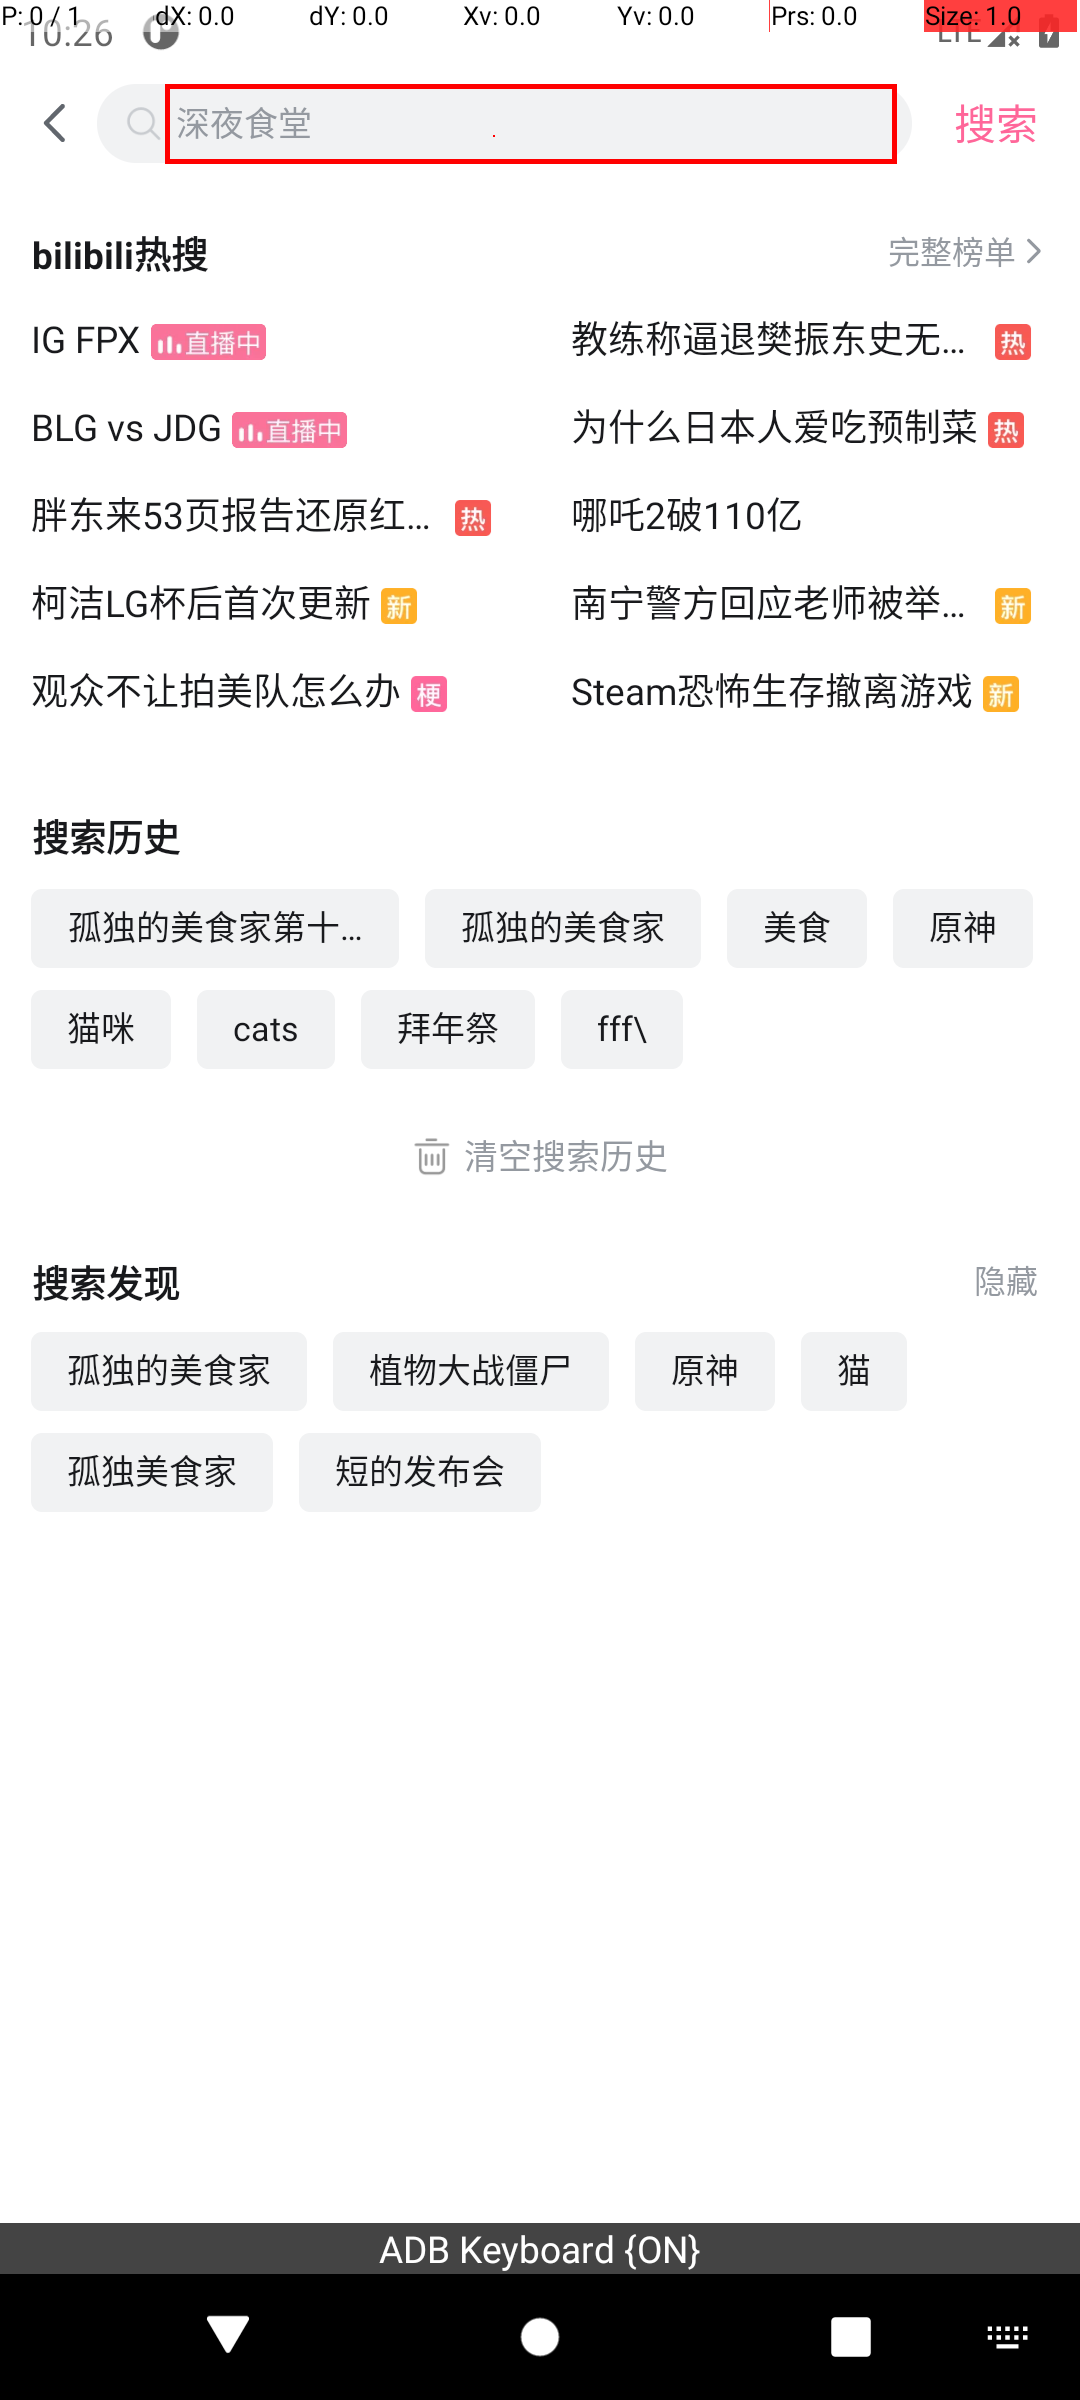 P: 0 / 1 dX: 0.0 dY: 0.0 Xv: 0.0 Yv: 0.0 Prs: 0.0 Size: 1.0
10:26 LTE
深夜食堂 搜索
bilibili热搜 完整榜单
IG FPX 直播中 教练称逼退樊振东史无... 热
BLG vs JDG 直播中 为什么日本人爱吃预制菜 热
胖东来53页报告还原红... 热 哪吒2破110亿
柯洁LG杯后首次更新 新 南宁警方回应老师被举... 新
观众不让拍美队怎么办 梗 Steam恐怖生存撤离游戏 新
搜索历史
孤独的美食家第十... 孤独的美食家 美食 原神
猫咪 cats 拜年祭 fff\
清空搜索历史
搜索发现 隐藏
孤独的美食家 植物大战僵尸 原神 猫
孤独美食家 短的发布会
ADB Keyboard {ON}